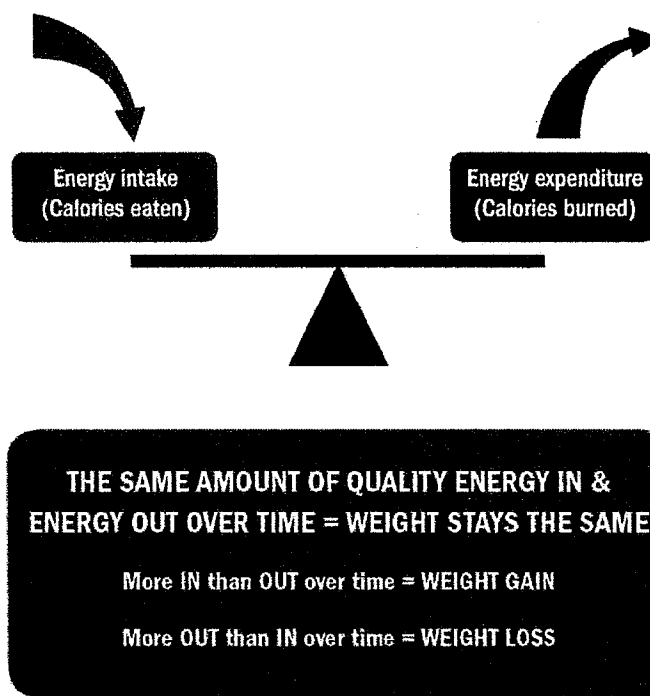 Energy intake
(Calories eaten)
Energy expenditure
(Calories burned)
THE SAME AMOUNT OF QUALITY ENERGY IN &
ENERGY OUT OVER TIME = WEIGHT STAYS THE SAME
More IN than OUT over time = WEIGHT GAIN
More OUT than IN over time = WEIGHT LOSS